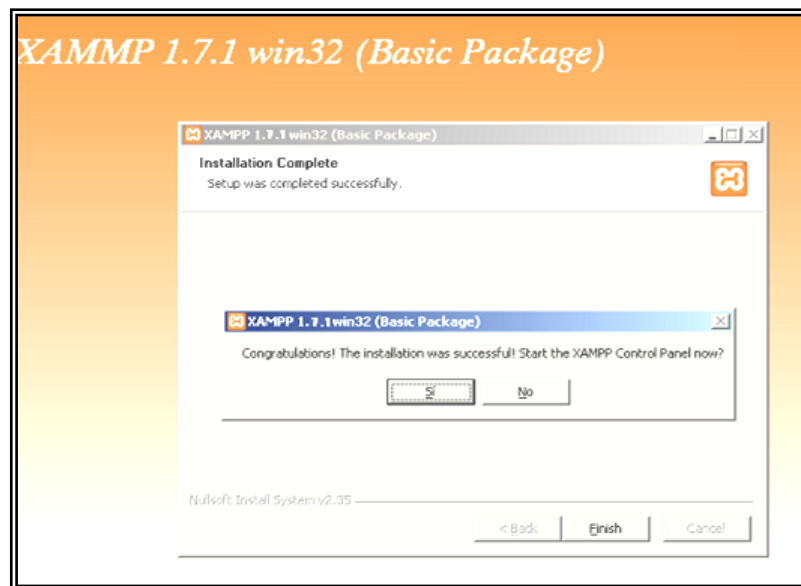 XAMMP 1.7.1 win32 (Basic Package)
XAMPP 1.7.1 win32 (Basic Package)
Installation Complete
Setup was completed successfully.
XAMPP 1.7.1win32 (Basic Package)
Congratulations! The installation was successful! Start the XAMPP Control Panel now?
Sí No
Nullsoft Install System v2.35
< Back Finish Cancel